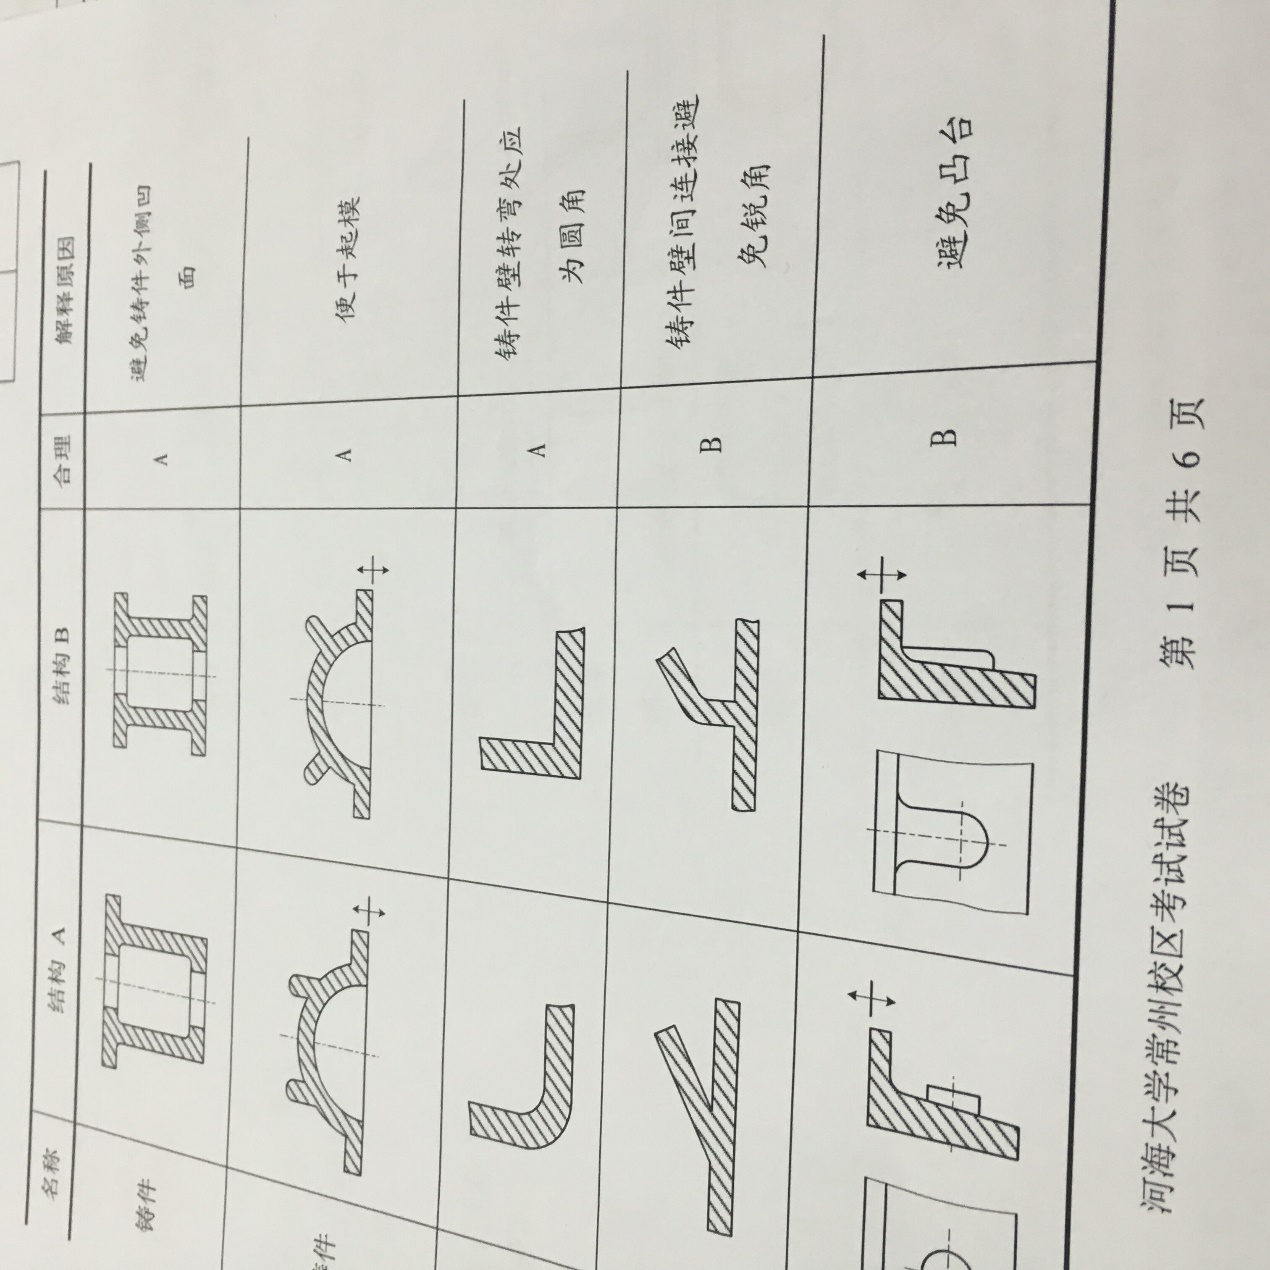 名称 结构 A 结构 B 合理 解释原因
铸件 A 避免铸件外侧凹
面
件 A 便于起模
A 铸件壁转弯处应
为圆角
B 铸件壁间连接避
免锐角
B 避免凸台
河海大学常州校区考试试卷 第 1 页 共 6 页